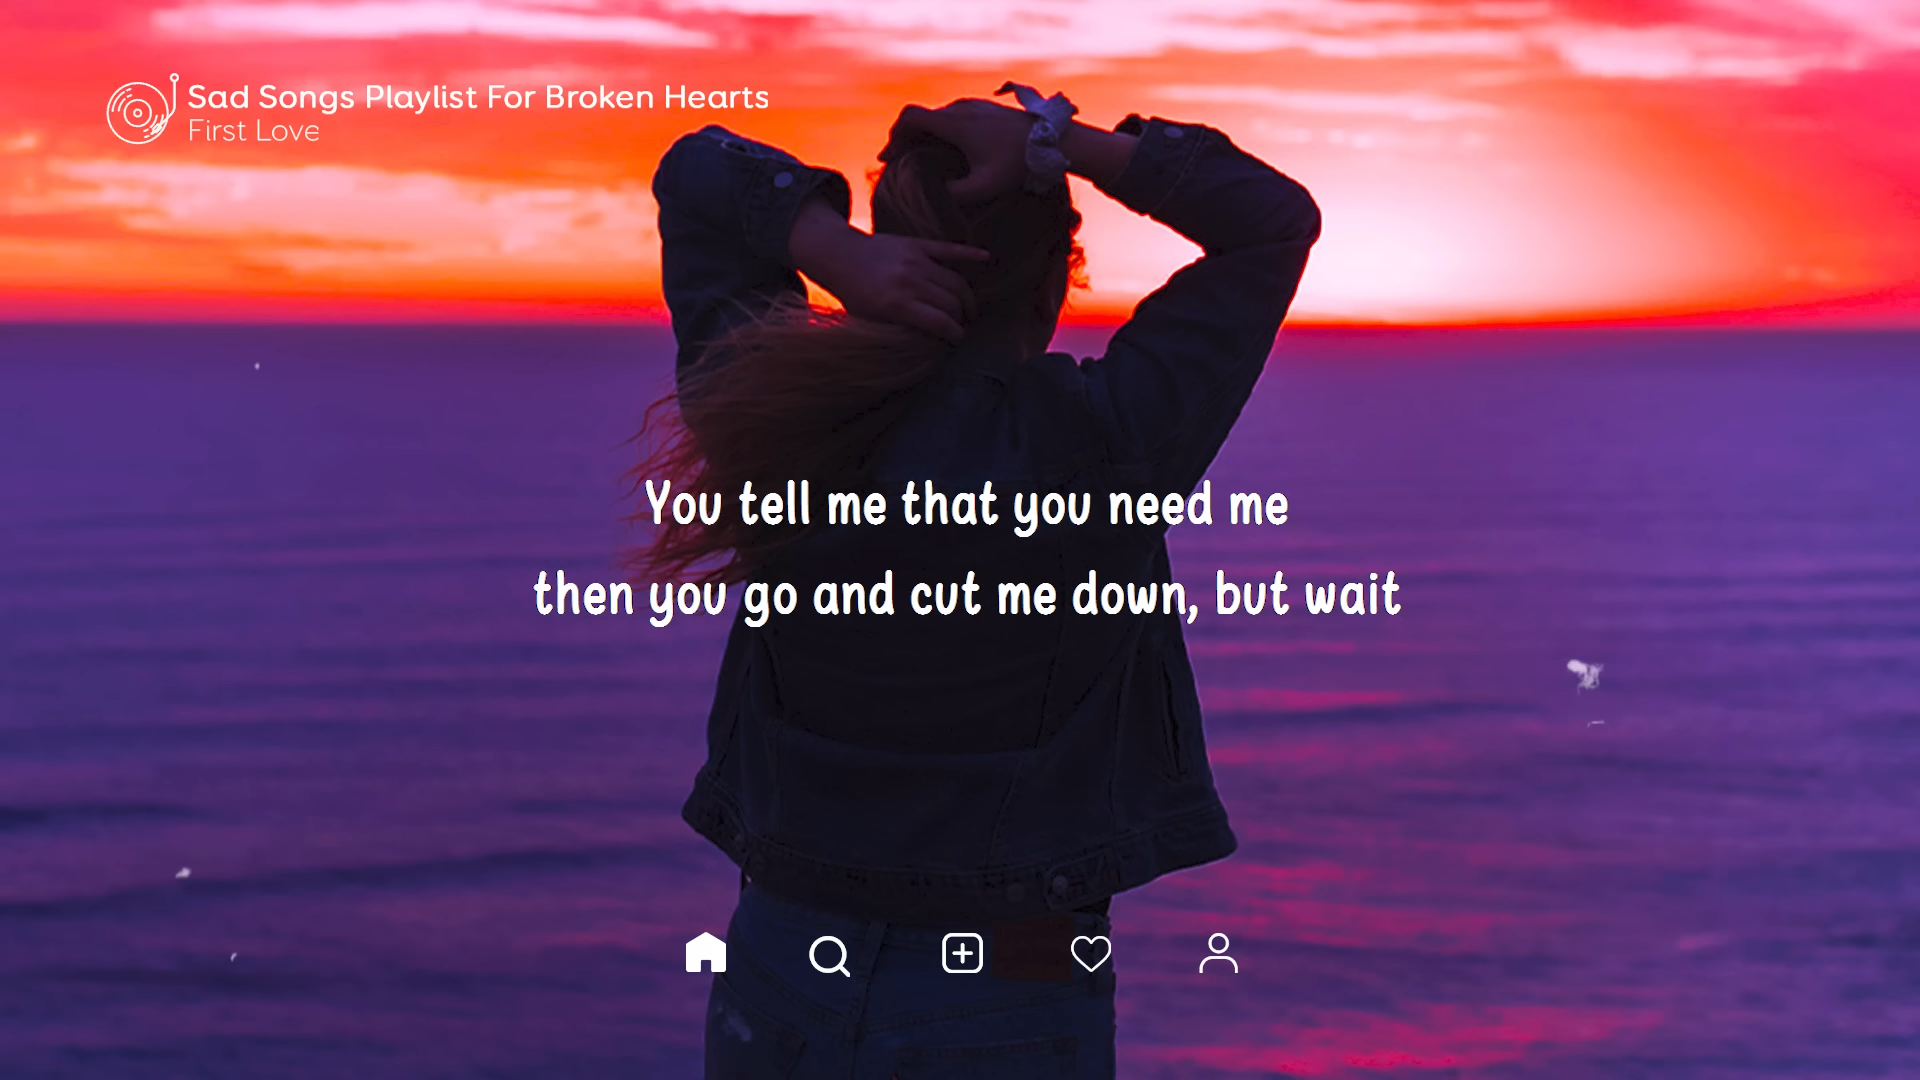 Sad Songs Playlist For Broken Hearts
First Love
You tell me that you need me
then you go and cut me down, but wait